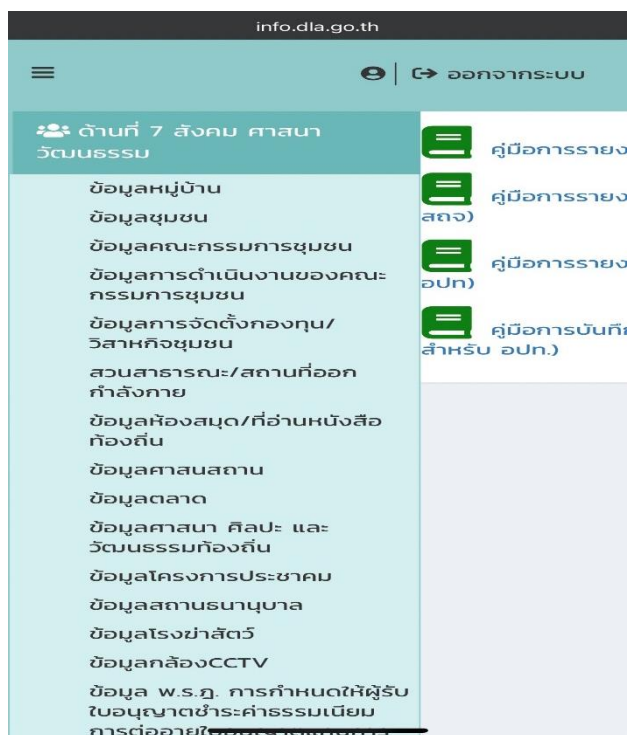 info.dla.go.th
ออกจากระบบ
ด้านที่ 7 สังคม ศาสนา
วัฒนธรรม
ข้อมูลหมู่บ้าน
ข้อมูลชุมชน
ข้อมูลคณะกรรมการชุมชน
ข้อมูลการดำเนินงานของคณะ
กรรมการชุมชน
ข้อมูลการจัดตั้งกองทุน/
วิสาหกิจชุมชน
สวนสาธารณะ/สถานที่ออก
กำลังกาย
ข้อมูลห้องสมุด/ที่อ่านหนังสือ
ท้องถิ่น
ข้อมูลศาสนสถาน
ข้อมูลตลาด
ข้อมูลศาสนา ศิลปะ และ
วัฒนธรรมท้องถิ่น
ข้อมูลโครงการประชาคม
ข้อมูลสถานธนานุบาล
ข้อมูลโรงฆ่าสัตว์
ข้อมูลกล้องCCTV
ข้อมูล พ.ร.ฎ. การกำหนดให้ผู้รับ
ใบอนุญาตชำระค่าธรรมเนียม
การต่ออายุ
คู่มือการรายง
คู่มือการรายง
สถจ)
คู่มือการรายง
อปท)
คู่มือการบันทึก
สำหรับ อปท.)